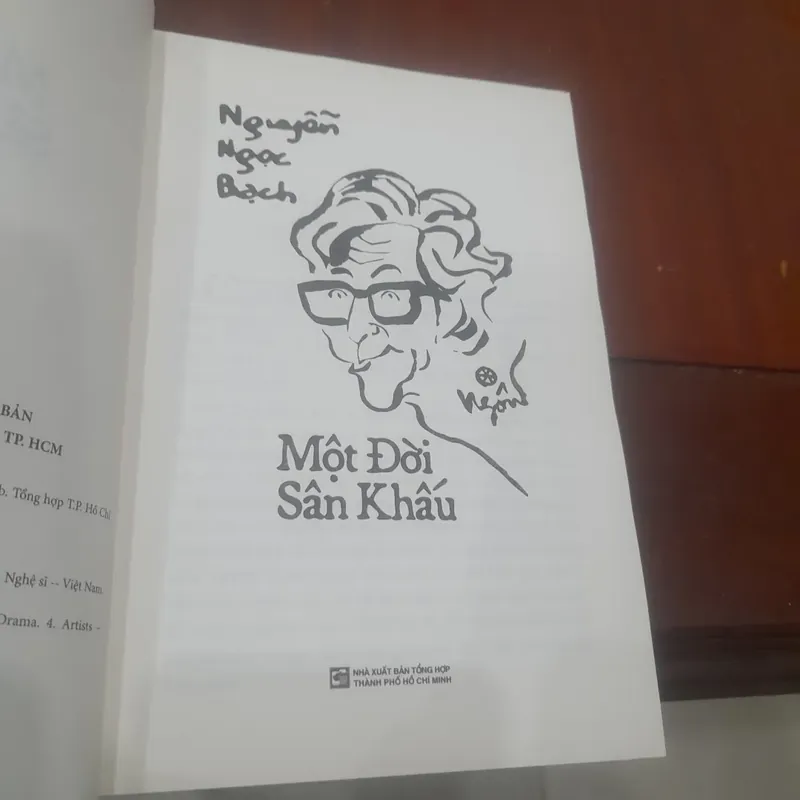 BẢN
TP. HCM
b. Tổng hợp T.P. Hồ Chí
Nghệ sĩ -- Việt Nam.
Drama. 4. Artists -
Nguyễn
Ngọc
Bạch
Ngôn
Một Đời
Sân Khấu
NHÀ XUẤT BẢN TỔNG HỢP
THÀNH PHỐ HỒ CHÍ MINH